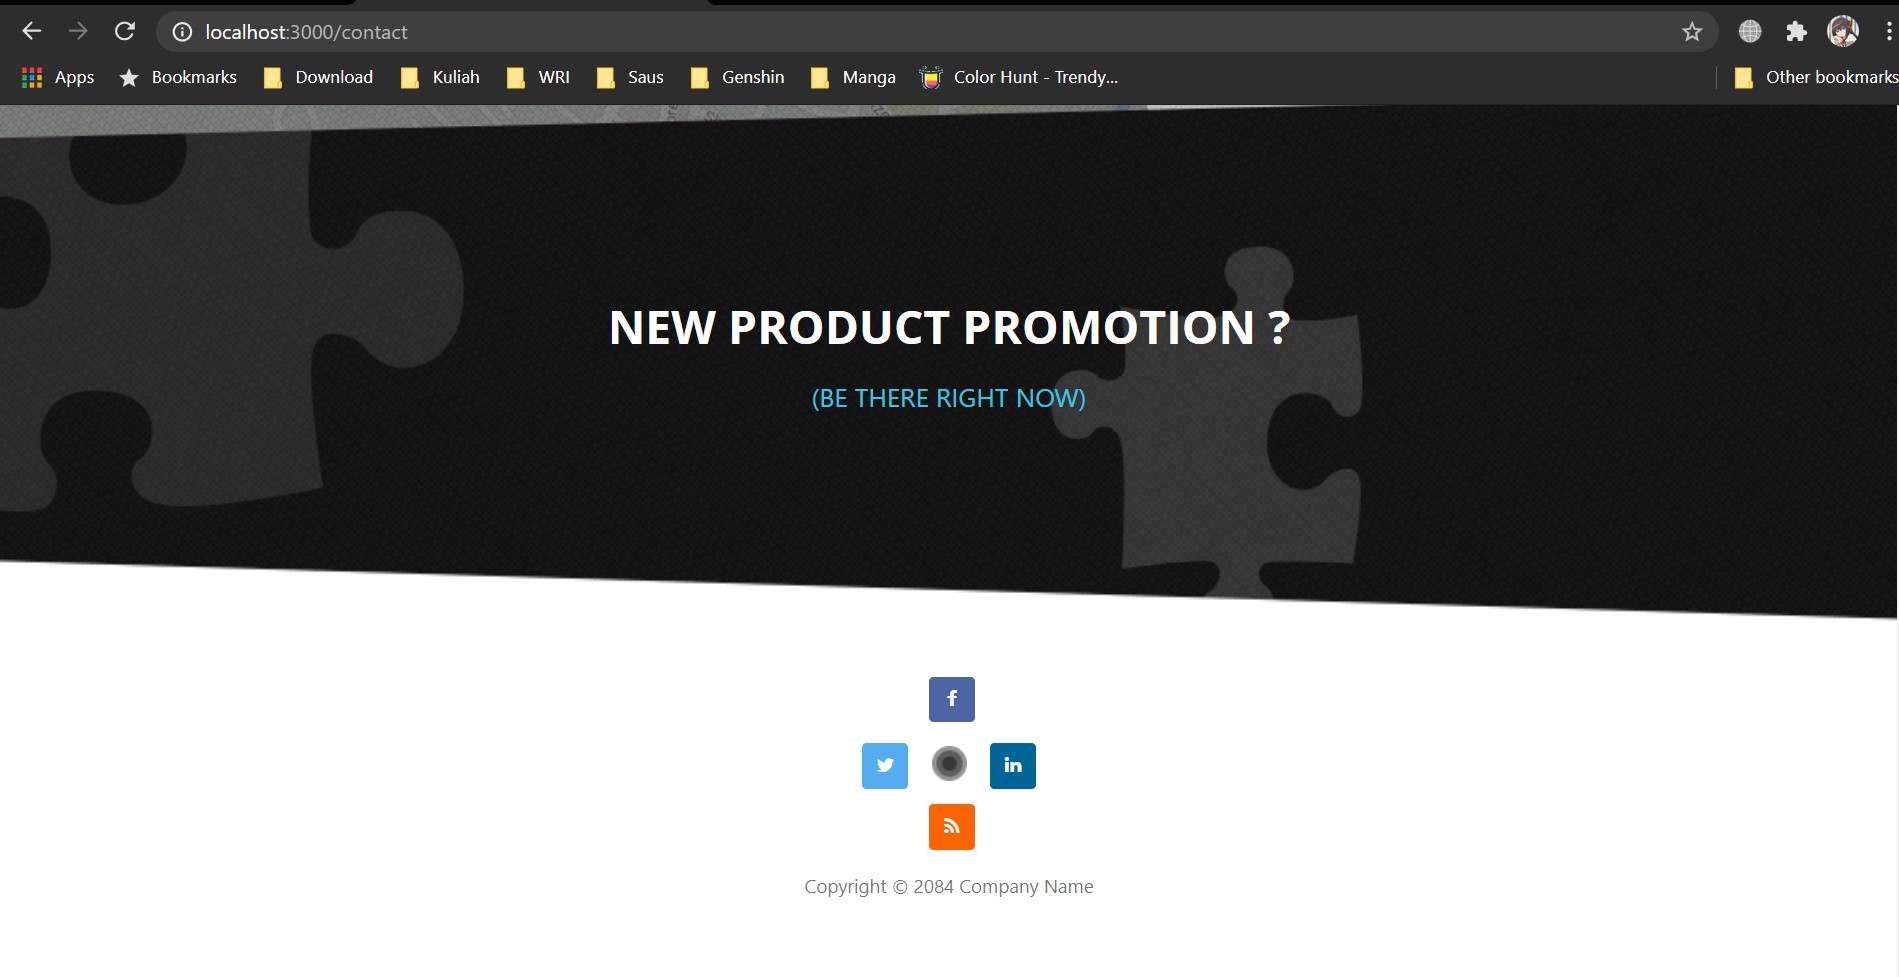 localhost:3000/contact
Apps Bookmarks Download Kuliah WRI Saus Genshin Manga Color Hunt - Trendy... Other bookmarks
NEW PRODUCT PROMOTION ?
(BE THERE RIGHT NOW)
f
in
Copyright © 2084 Company Name